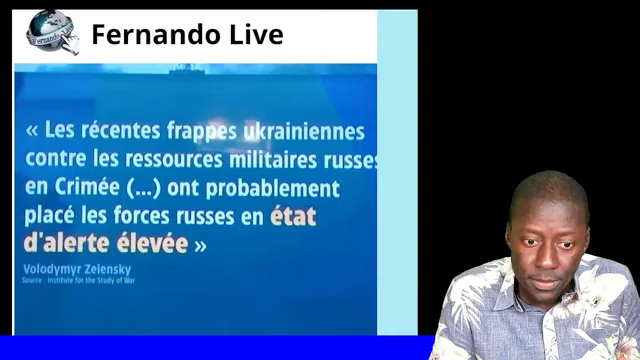 Fernando Live
« Les récentes frappes ukrainiennes
contre les ressources militaires russes
en Crimée (...) ont probablement
placé les forces russes en état
d'alerte élevée »
Volodymyr Zelensky
Source Institute for the Study of War